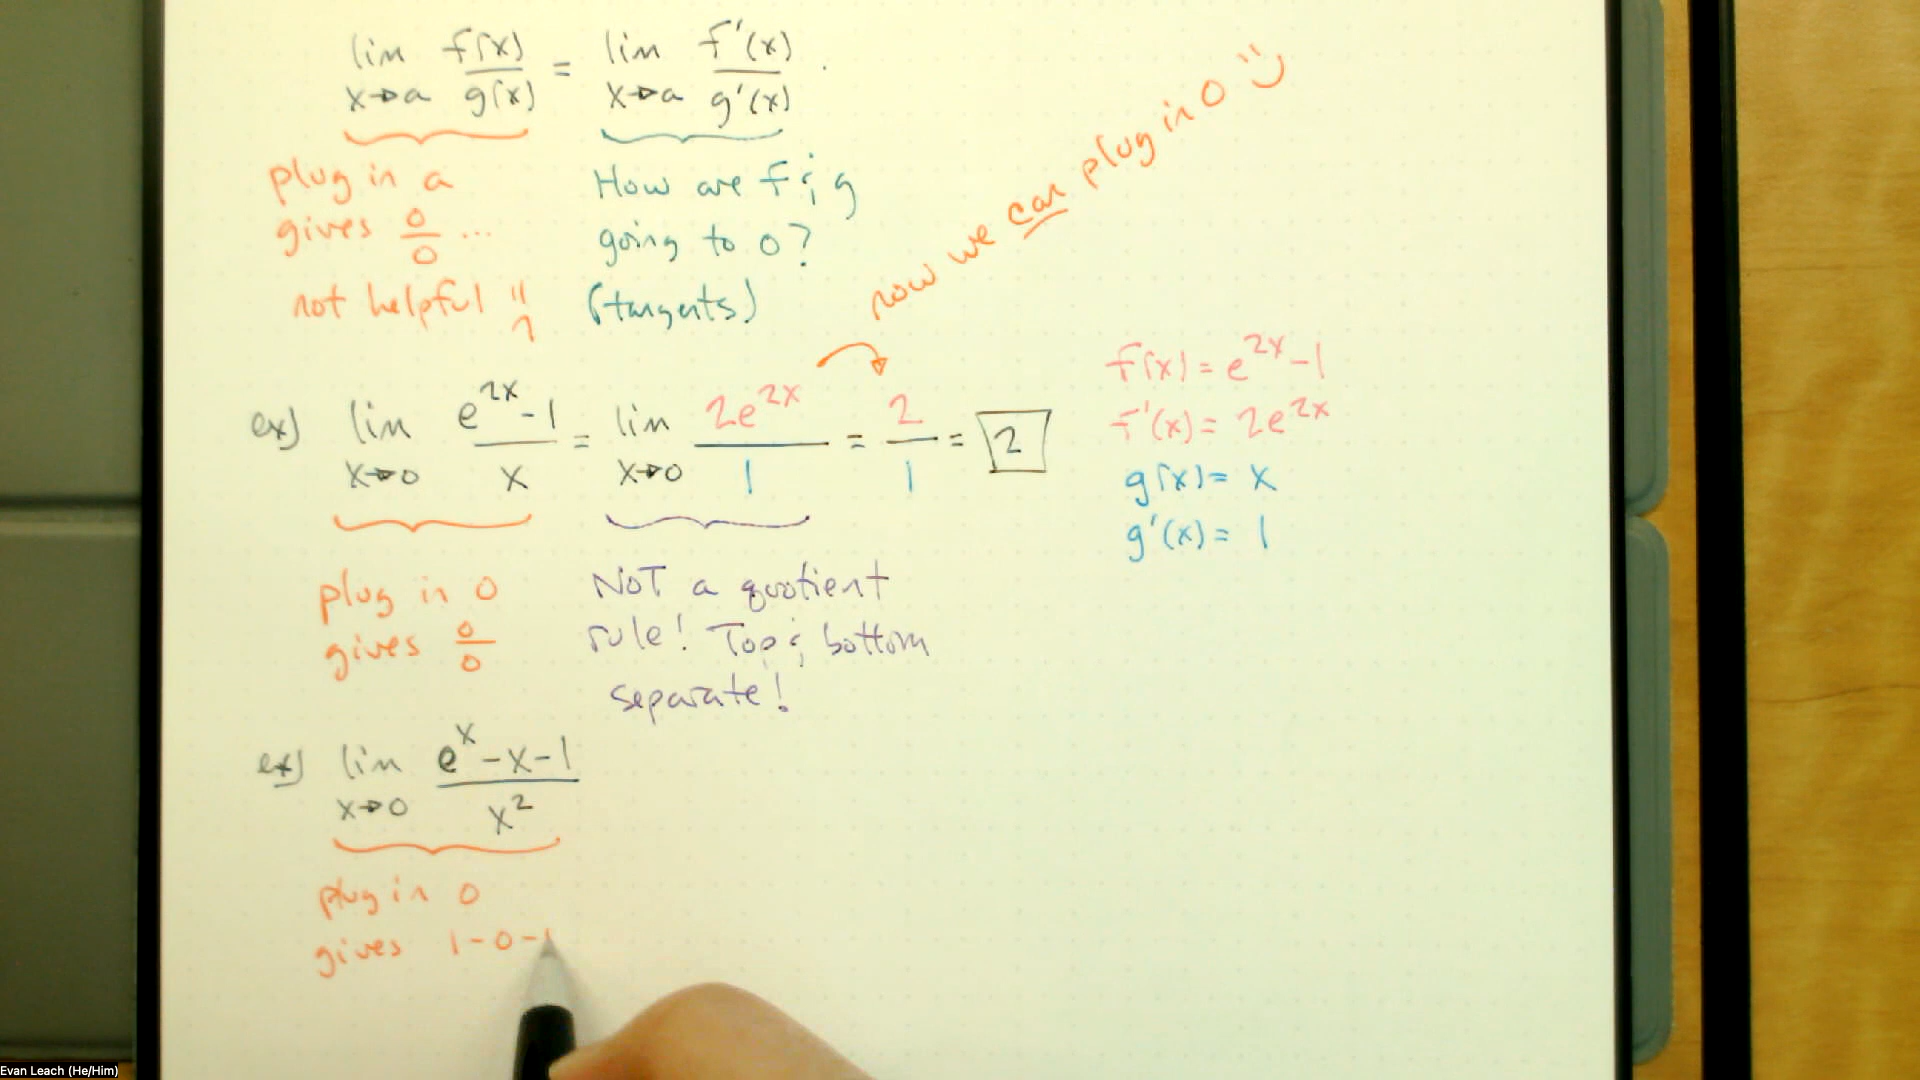 lim f(x)/g(x) = lim f'(x)/g'(x).
x→a x→a
plug in a
gives 0/0 ...
not helpful
How are f & g
going to 0?
(tangents)
now we can plug in 0
ex) lim e^2x-1 / x = lim 2e^2x / 1 = 2/1 = 2
x→0 x→0
f(x) = e^2x-1
f'(x) = 2e^2x
g(x) = x
g'(x) = 1
plug in 0
gives 0/0
NOT a quotient
rule! Top & bottom
separate!
ex) lim e^x-x-1 / x^2
x→0
plug in 0
gives 1-0-1
Evan Leach (He/Him)